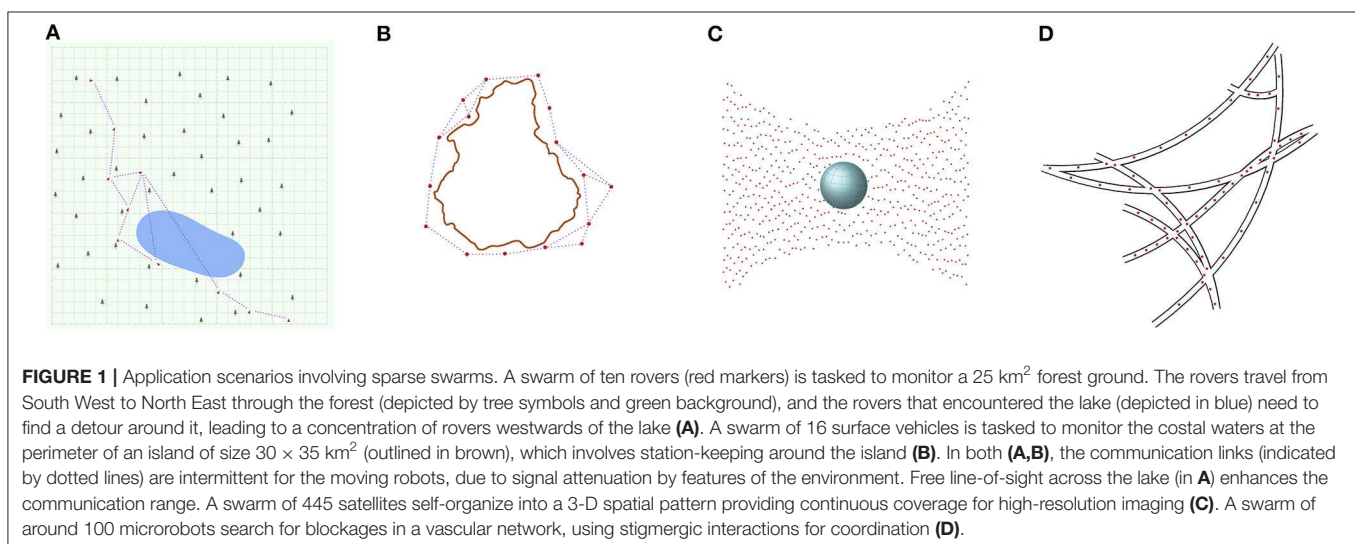 A
B
C
D
FIGURE 1 | Application scenarios involving sparse swarms. A swarm of ten rovers (red markers) is tasked to monitor a 25 km² forest ground. The rovers travel from
South West to North East through the forest (depicted by tree symbols and green background), and the rovers that encountered the lake (depicted in blue) need to
find a detour around it, leading to a concentration of rovers westwards of the lake (A). A swarm of 16 surface vehicles is tasked to monitor the costal waters at the
perimeter of an island of size 30 × 35 km² (outlined in brown), which involves station-keeping around the island (B). In both (A,B), the communication links (indicated
by dotted lines) are intermittent for the moving robots, due to signal attenuation by features of the environment. Free line-of-sight across the lake (in A) enhances the
communication range. A swarm of 445 satellites self-organize into a 3-D spatial pattern providing continuous coverage for high-resolution imaging (C). A swarm of
around 100 microrobots search for blockages in a vascular network, using stigmergic interactions for coordination (D).